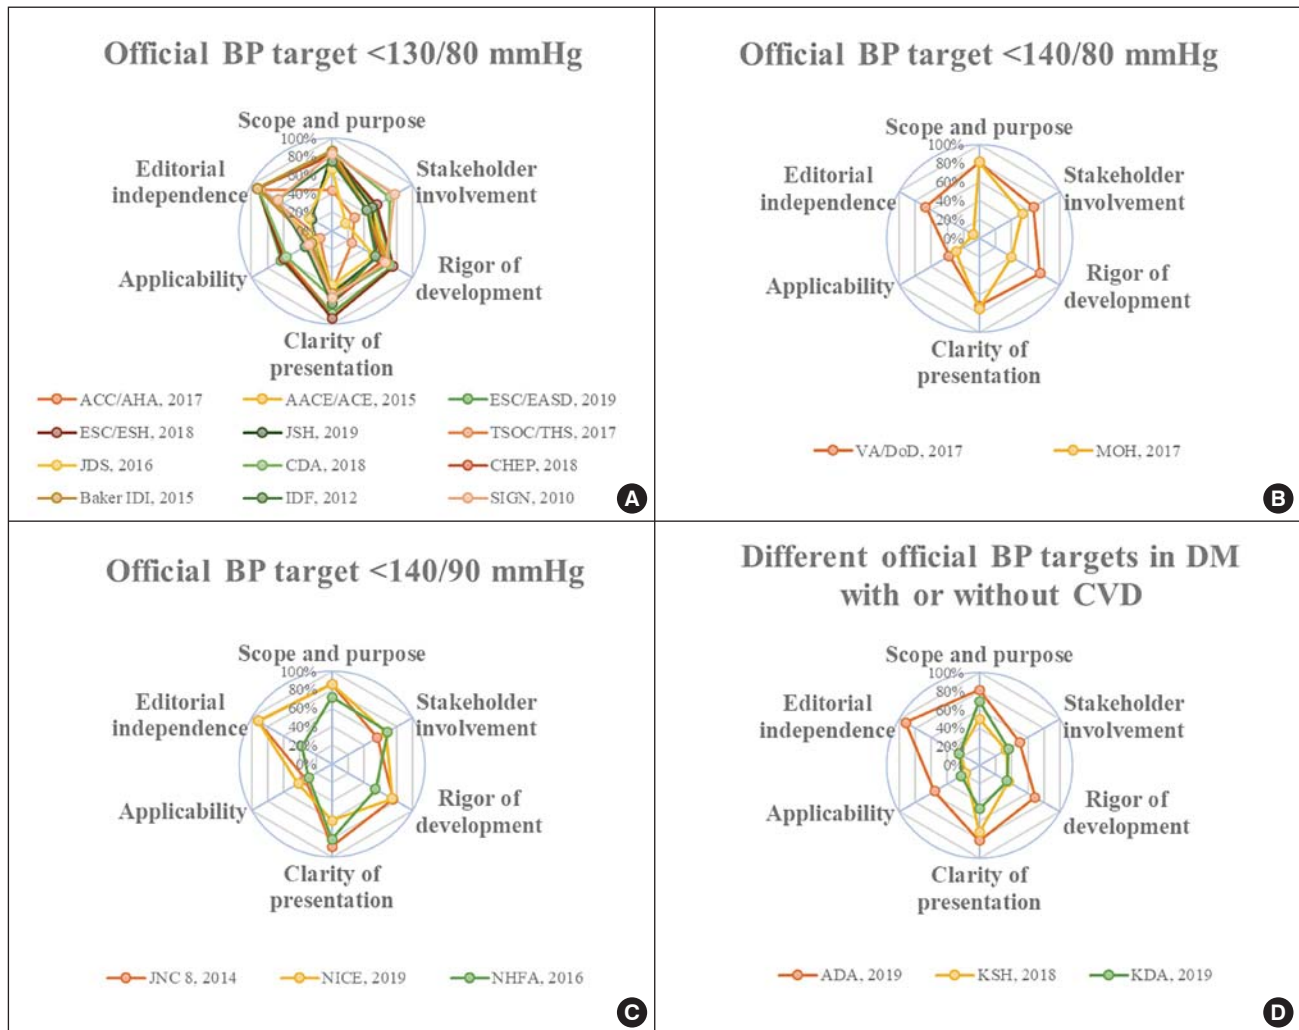 Official BP target <130/80 mmHg
Scope and purpose
100%
80%
60%
40%
20%
0%
Stakeholder
involvement
Rigor of
development
Clarity of
presentation
Applicability
Editorial
independence
ACC/AHA, 2017
AACE/ACE, 2015
ESC/EASD, 2019
ESC/ESH, 2018
JSH, 2019
TSOC/THS, 2017
JDS, 2016
CDA, 2018
CHEP, 2018
Baker IDI, 2015
IDF, 2012
SIGN, 2010
A
Official BP target <140/80 mmHg
Scope and purpose
100%
80%
60%
40%
20%
0%
Stakeholder
involvement
Rigor of
development
Clarity of
presentation
Applicability
Editorial
independence
VA/DoD, 2017
MOH, 2017
B
Official BP target <140/90 mmHg
Scope and purpose
100%
80%
60%
40%
20%
0%
Stakeholder
involvement
Rigor of
development
Clarity of
presentation
Applicability
Editorial
independence
JNC 8, 2014
NICE, 2019
NHFA, 2016
C
Different official BP targets in DM
with or without CVD
Scope and purpose
100%
80%
60%
40%
20%
0%
Stakeholder
involvement
Rigor of
development
Clarity of
presentation
Applicability
Editorial
independence
ADA, 2019
KSH, 2018
KDA, 2019
D